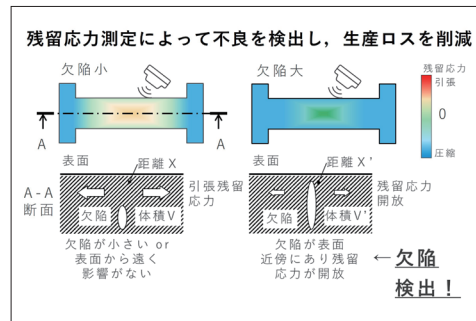 残留応力測定によって不良を検出し，生産ロスを削減
欠陥小
欠陥大
残留応力
引張
0
圧縮
A
A
表面
距離X
引張残留
応力
A-A
断面
欠陥
体積V
欠陥が小さい or
表面から遠く
影響がない
表面
距離X'
残留応力
開放
欠陥
体積V'
欠陥が表面
近傍にあり残留
応力が開放
←欠陥
検出！